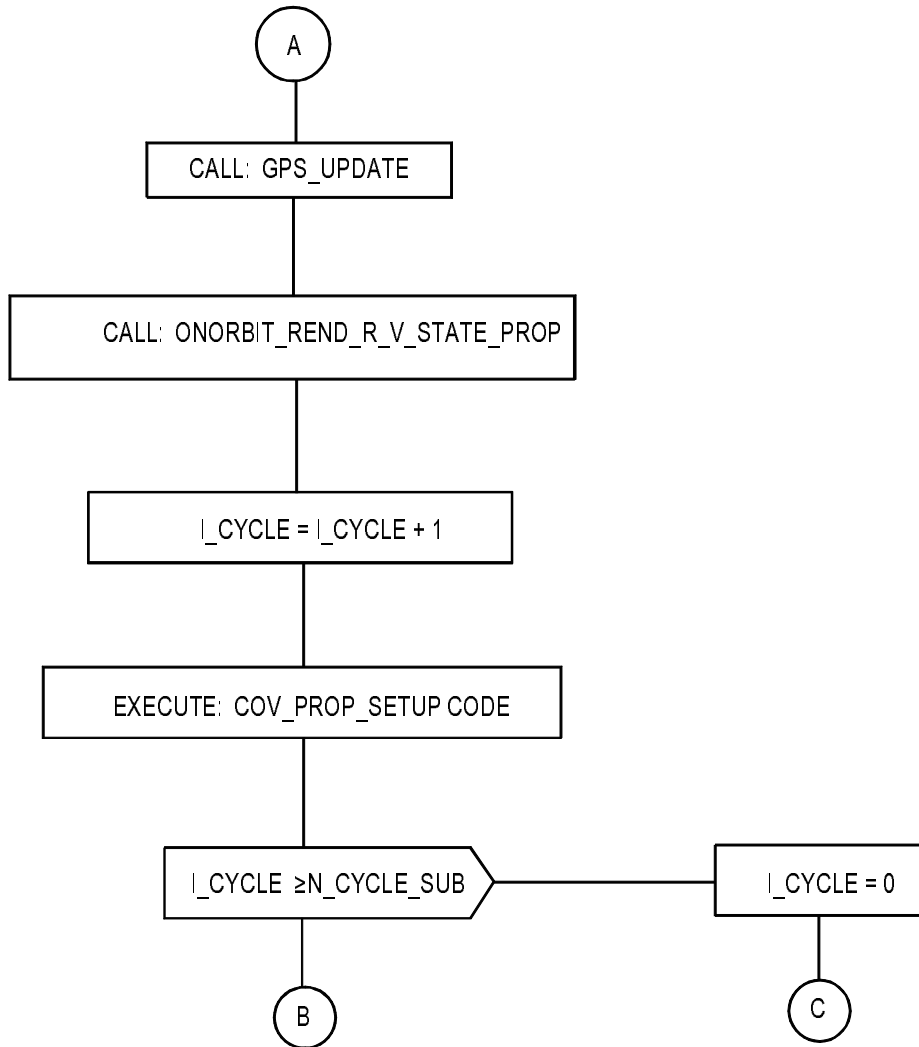 A
CALL: GPS_UPDATE
CALL: ONORBIT_REND_R_V_STATE_PROP
I_CYCLE = I_CYCLE + 1
EXECUTE: COV_PROP_SETUP CODE
I_CYCLE ≥N_CYCLE_SUB
I_CYCLE = 0
B
C